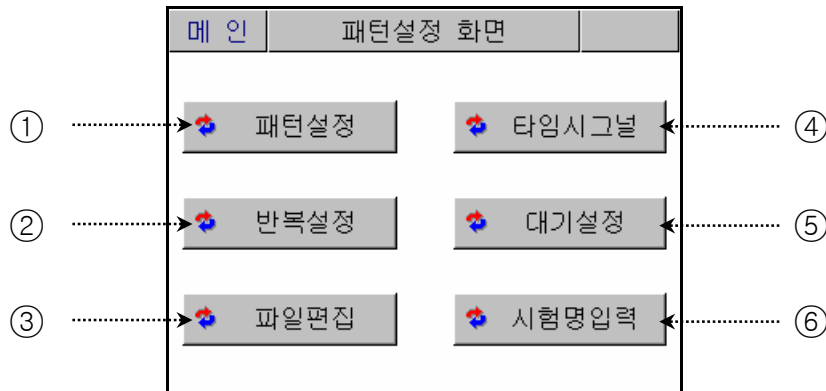 메 인 패턴설정 화면
① 패턴설정 타임시그널 ④
② 반복설정 대기설정 ⑤
③ 파일편집 시험명입력 ⑥